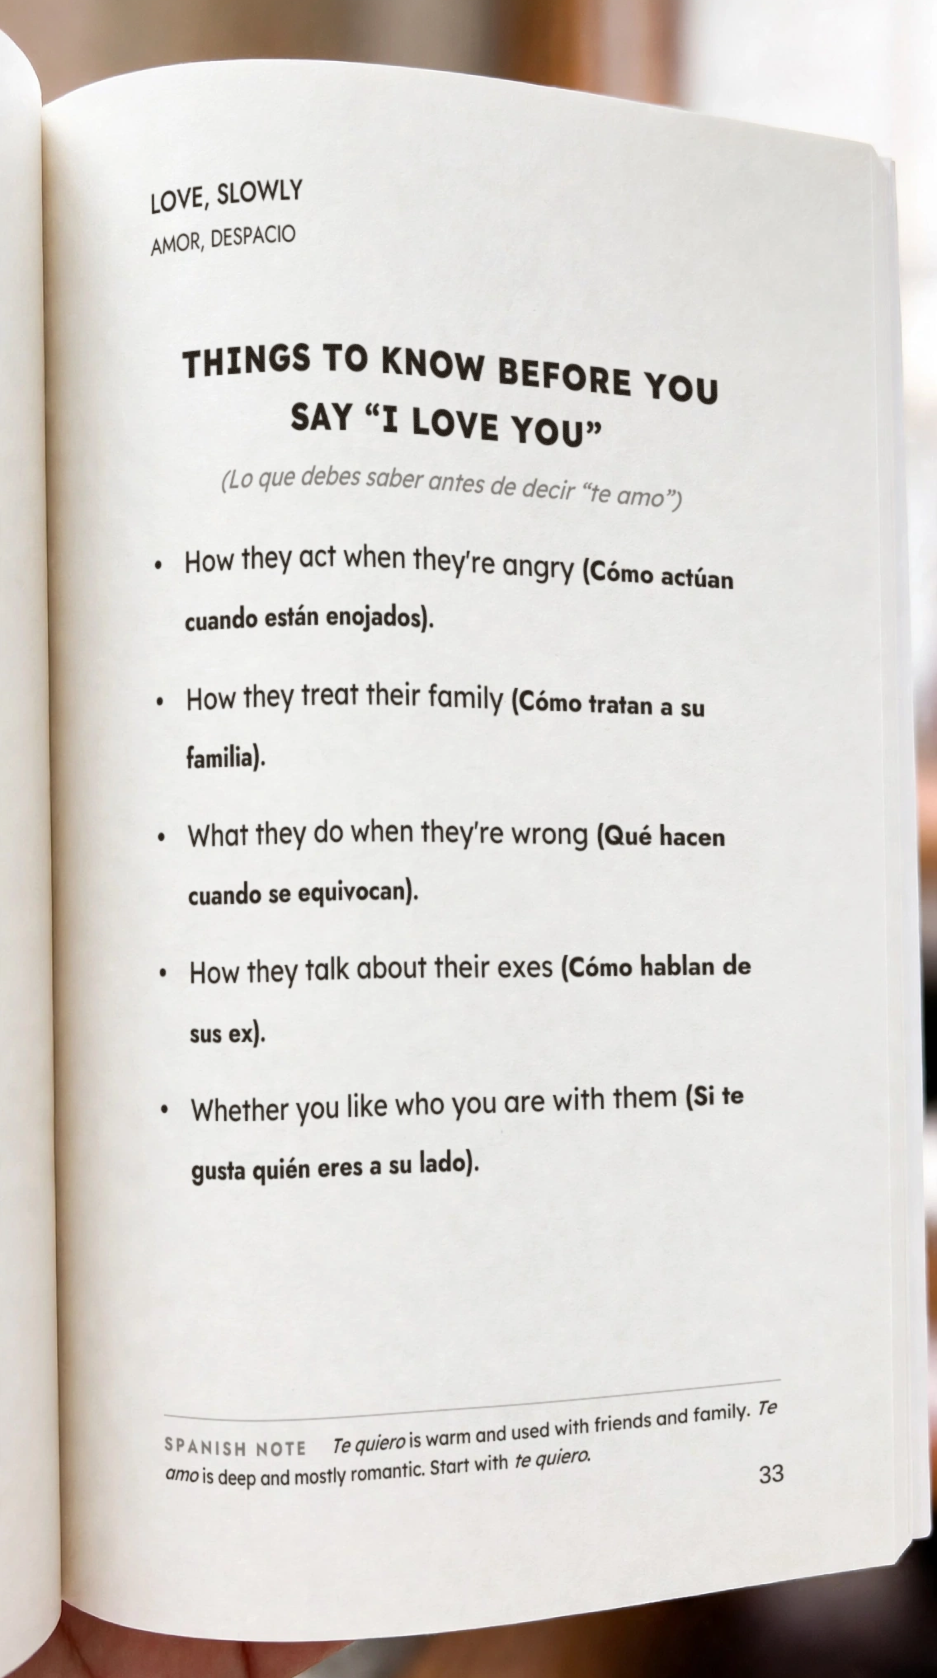 LOVE, SLOWLY
AMOR, DESPACIO
THINGS TO KNOW BEFORE YOU
SAY “I LOVE YOU”
(Lo que debes saber antes de decir “te amo”)
• How they act when they’re angry (Cómo actúan
cuando están enojados).
• How they treat their family (Cómo tratan a su
familia).
• What they do when they’re wrong (Qué hacen
cuando se equivocan).
• How they talk about their exes (Cómo hablan de
sus ex).
• Whether you like who you are with them (Si te
gusta quién eres a su lado).
SPANISH NOTE Te quiero is warm and used with friends and family. Te
amo is deep and mostly romantic. Start with te quiero.
33